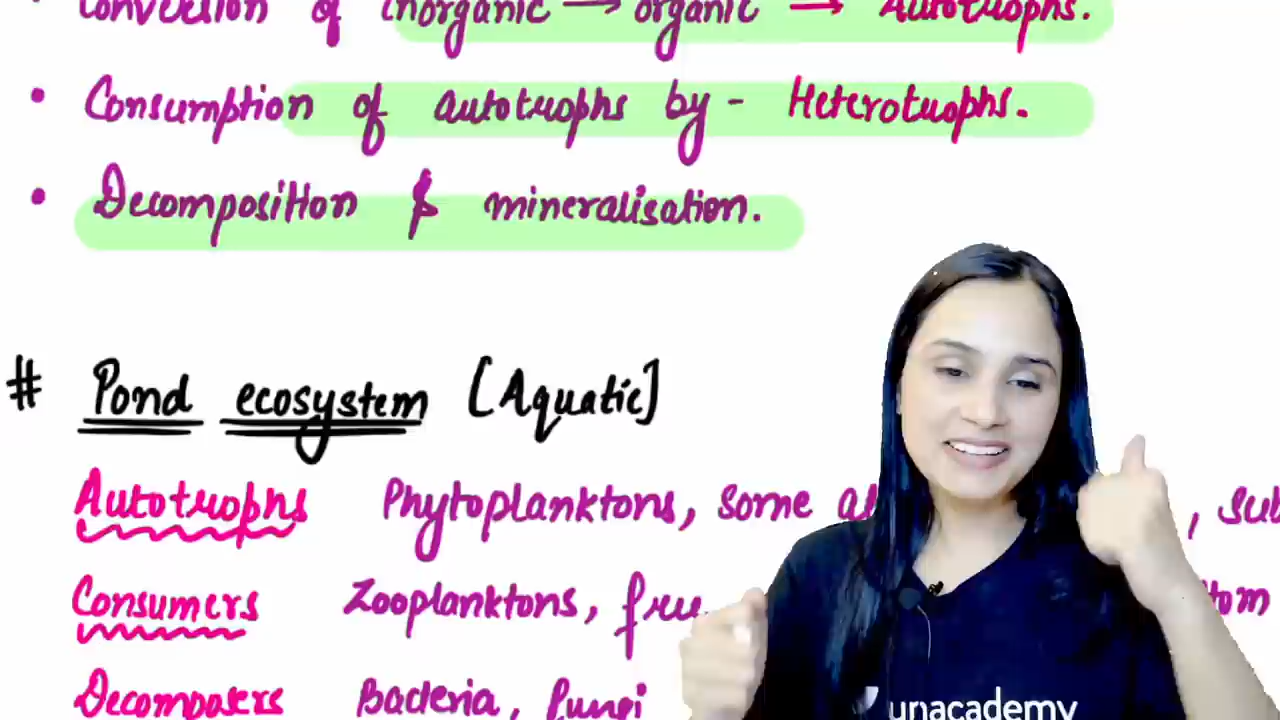 • Conversion of inorganic → organic → Autotrophs.
• Consumption of autotrophs by - Heterotrophs.
• Decomposition & mineralisation.
# Pond ecosystem [Aquatic]
Autotrophs Phytoplanktons, some
Consumers Zooplanktons, free
Decomposers Bacteria, fungi
unacademy